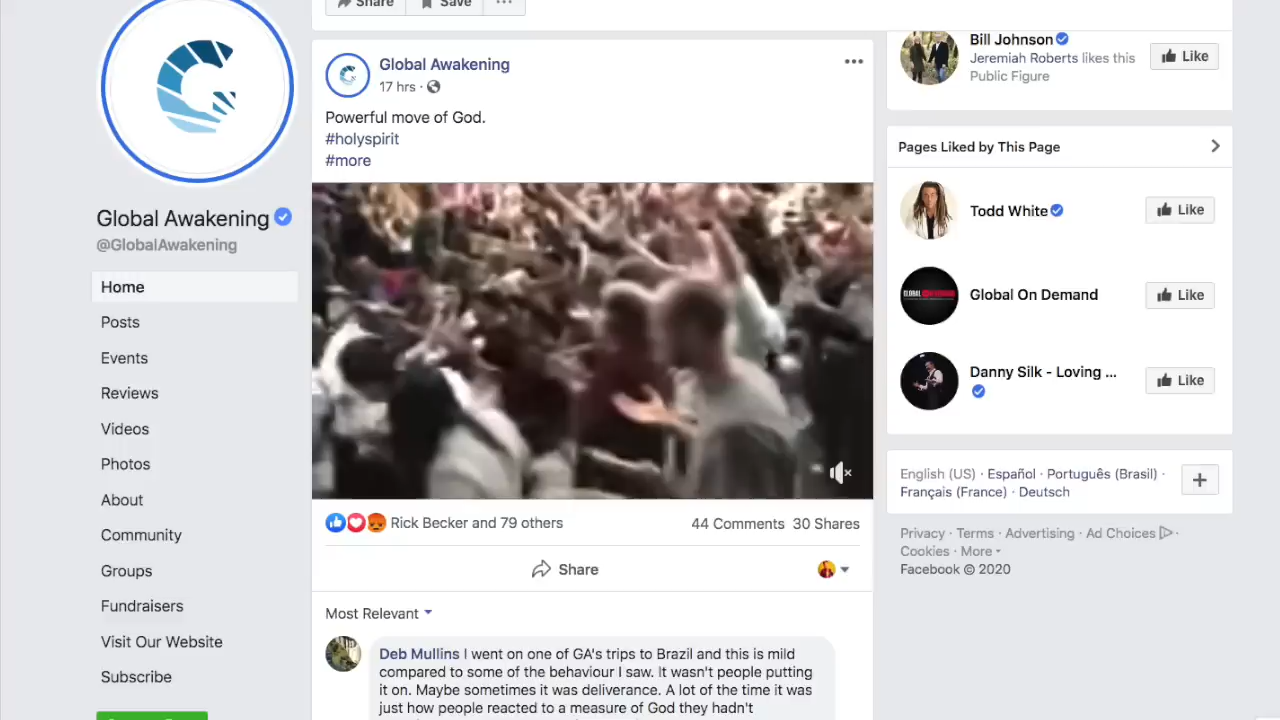 Share
Save
Global Awakening
17 hrs ·
Powerful move of God.
#holyspirit
#more
Global Awakening
@GlobalAwakening
Home
Posts
Events
Reviews
Videos
Photos
About
Community
Groups
Fundraisers
Visit Our Website
Subscribe
Rick Becker and 79 others
44 Comments 30 Shares
Share
Most Relevant
Deb Mullins I went on one of GA's trips to Brazil and this is mild
compared to some of the behaviour I saw. It wasn't people putting
it on. Maybe sometimes it was deliverance. A lot of the time it was
just how people reacted to a measure of God they hadn't
Bill Johnson
Jeremiah Roberts likes this
Public Figure
Like
Pages Liked by This Page
Todd White
Like
Global On Demand
Like
Danny Silk - Loving ...
Like
English (US) · Español · Português (Brasil) ·
Français (France) · Deutsch
Privacy · Terms · Advertising · Ad Choices ·
Cookies · More
Facebook © 2020